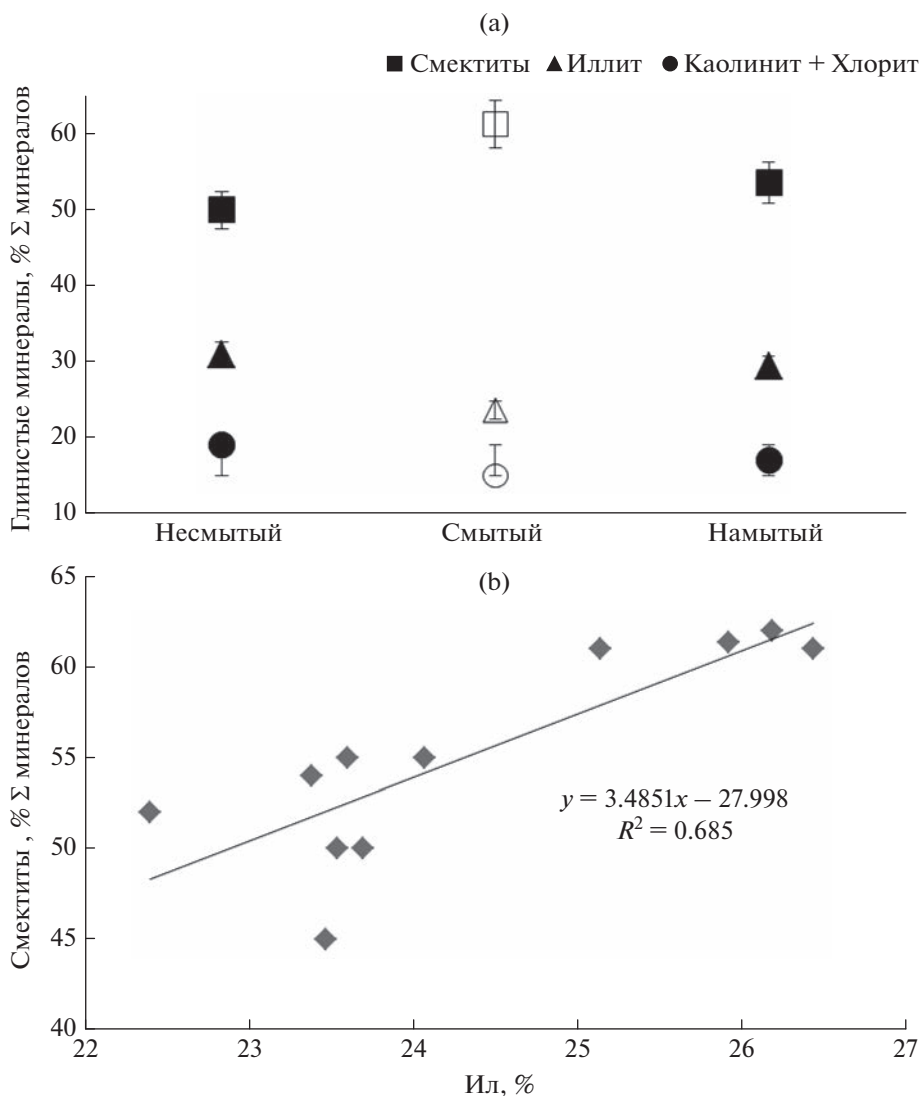 (a)
Смектиты Иллит Каолинит + Хлорит
Глинистые минералы, % Σ минералов
60
50
40
30
20
10
Несмытый Смытый Намытый
(b)
Смектиты , % Σ минералов
65
60
55
50
45
40
y = 3.4851x – 27.998
R² = 0.685
22 23 24 25 26 27
Ил, %